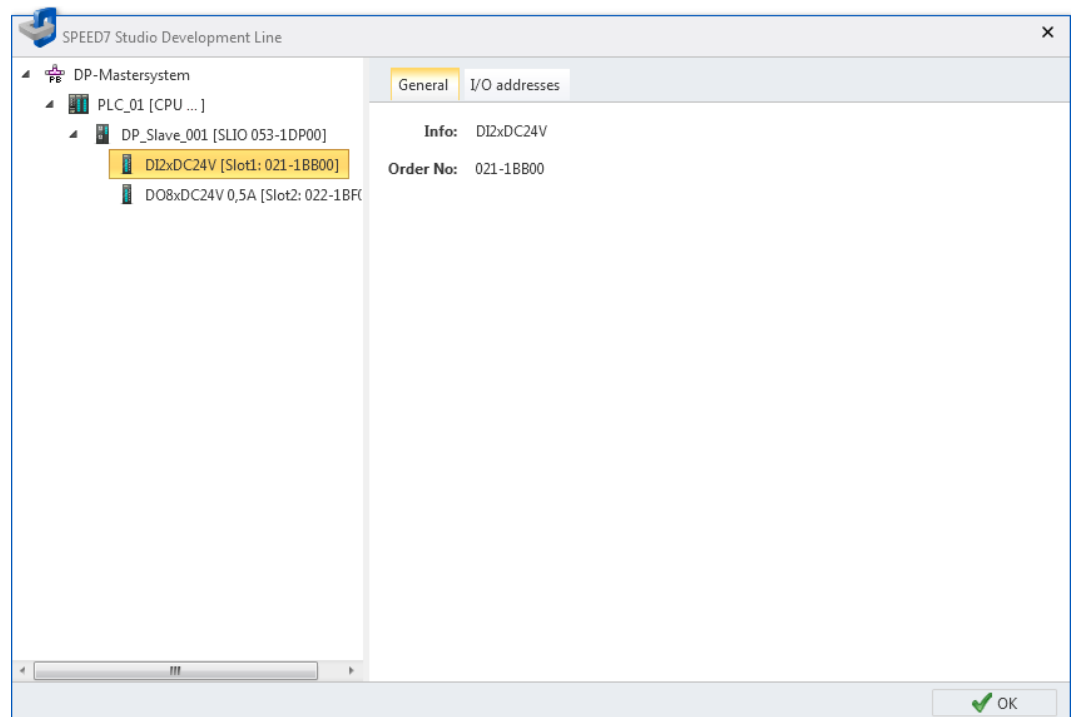 SPEED7 Studio Development Line
DP-Mastersystem
PLC_01 [CPU ... ]
DP_Slave_001 [SLIO 053-1DP00]
DI2xDC24V [Slot1: 021-1BB00]
DO8xDC24V 0,5A [Slot2: 022-1BF(
General I/O addresses
Info: DI2xDC24V
Order No: 021-1BB00
OK